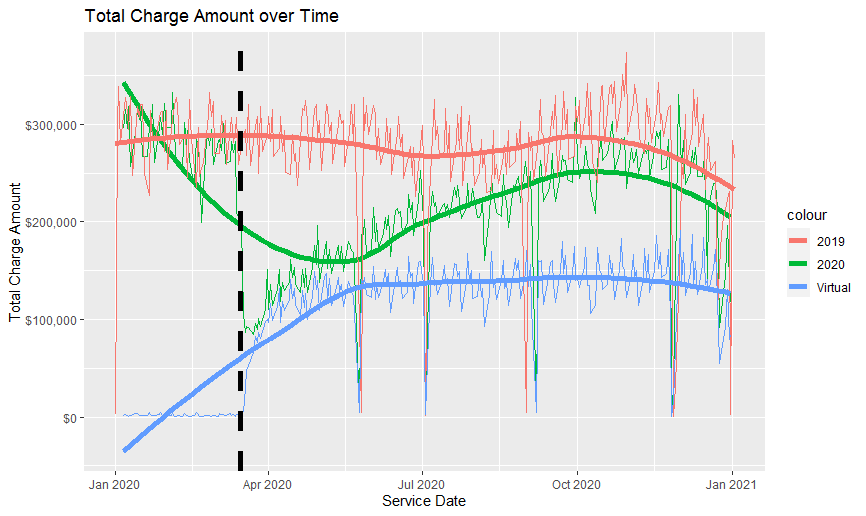 Total Charge Amount over Time
Total Charge Amount
$300,000
$200,000
$100,000
$0
Jan 2020
Apr 2020
Jul 2020
Oct 2020
Jan 2021
Service Date
colour
2019
2020
Virtual